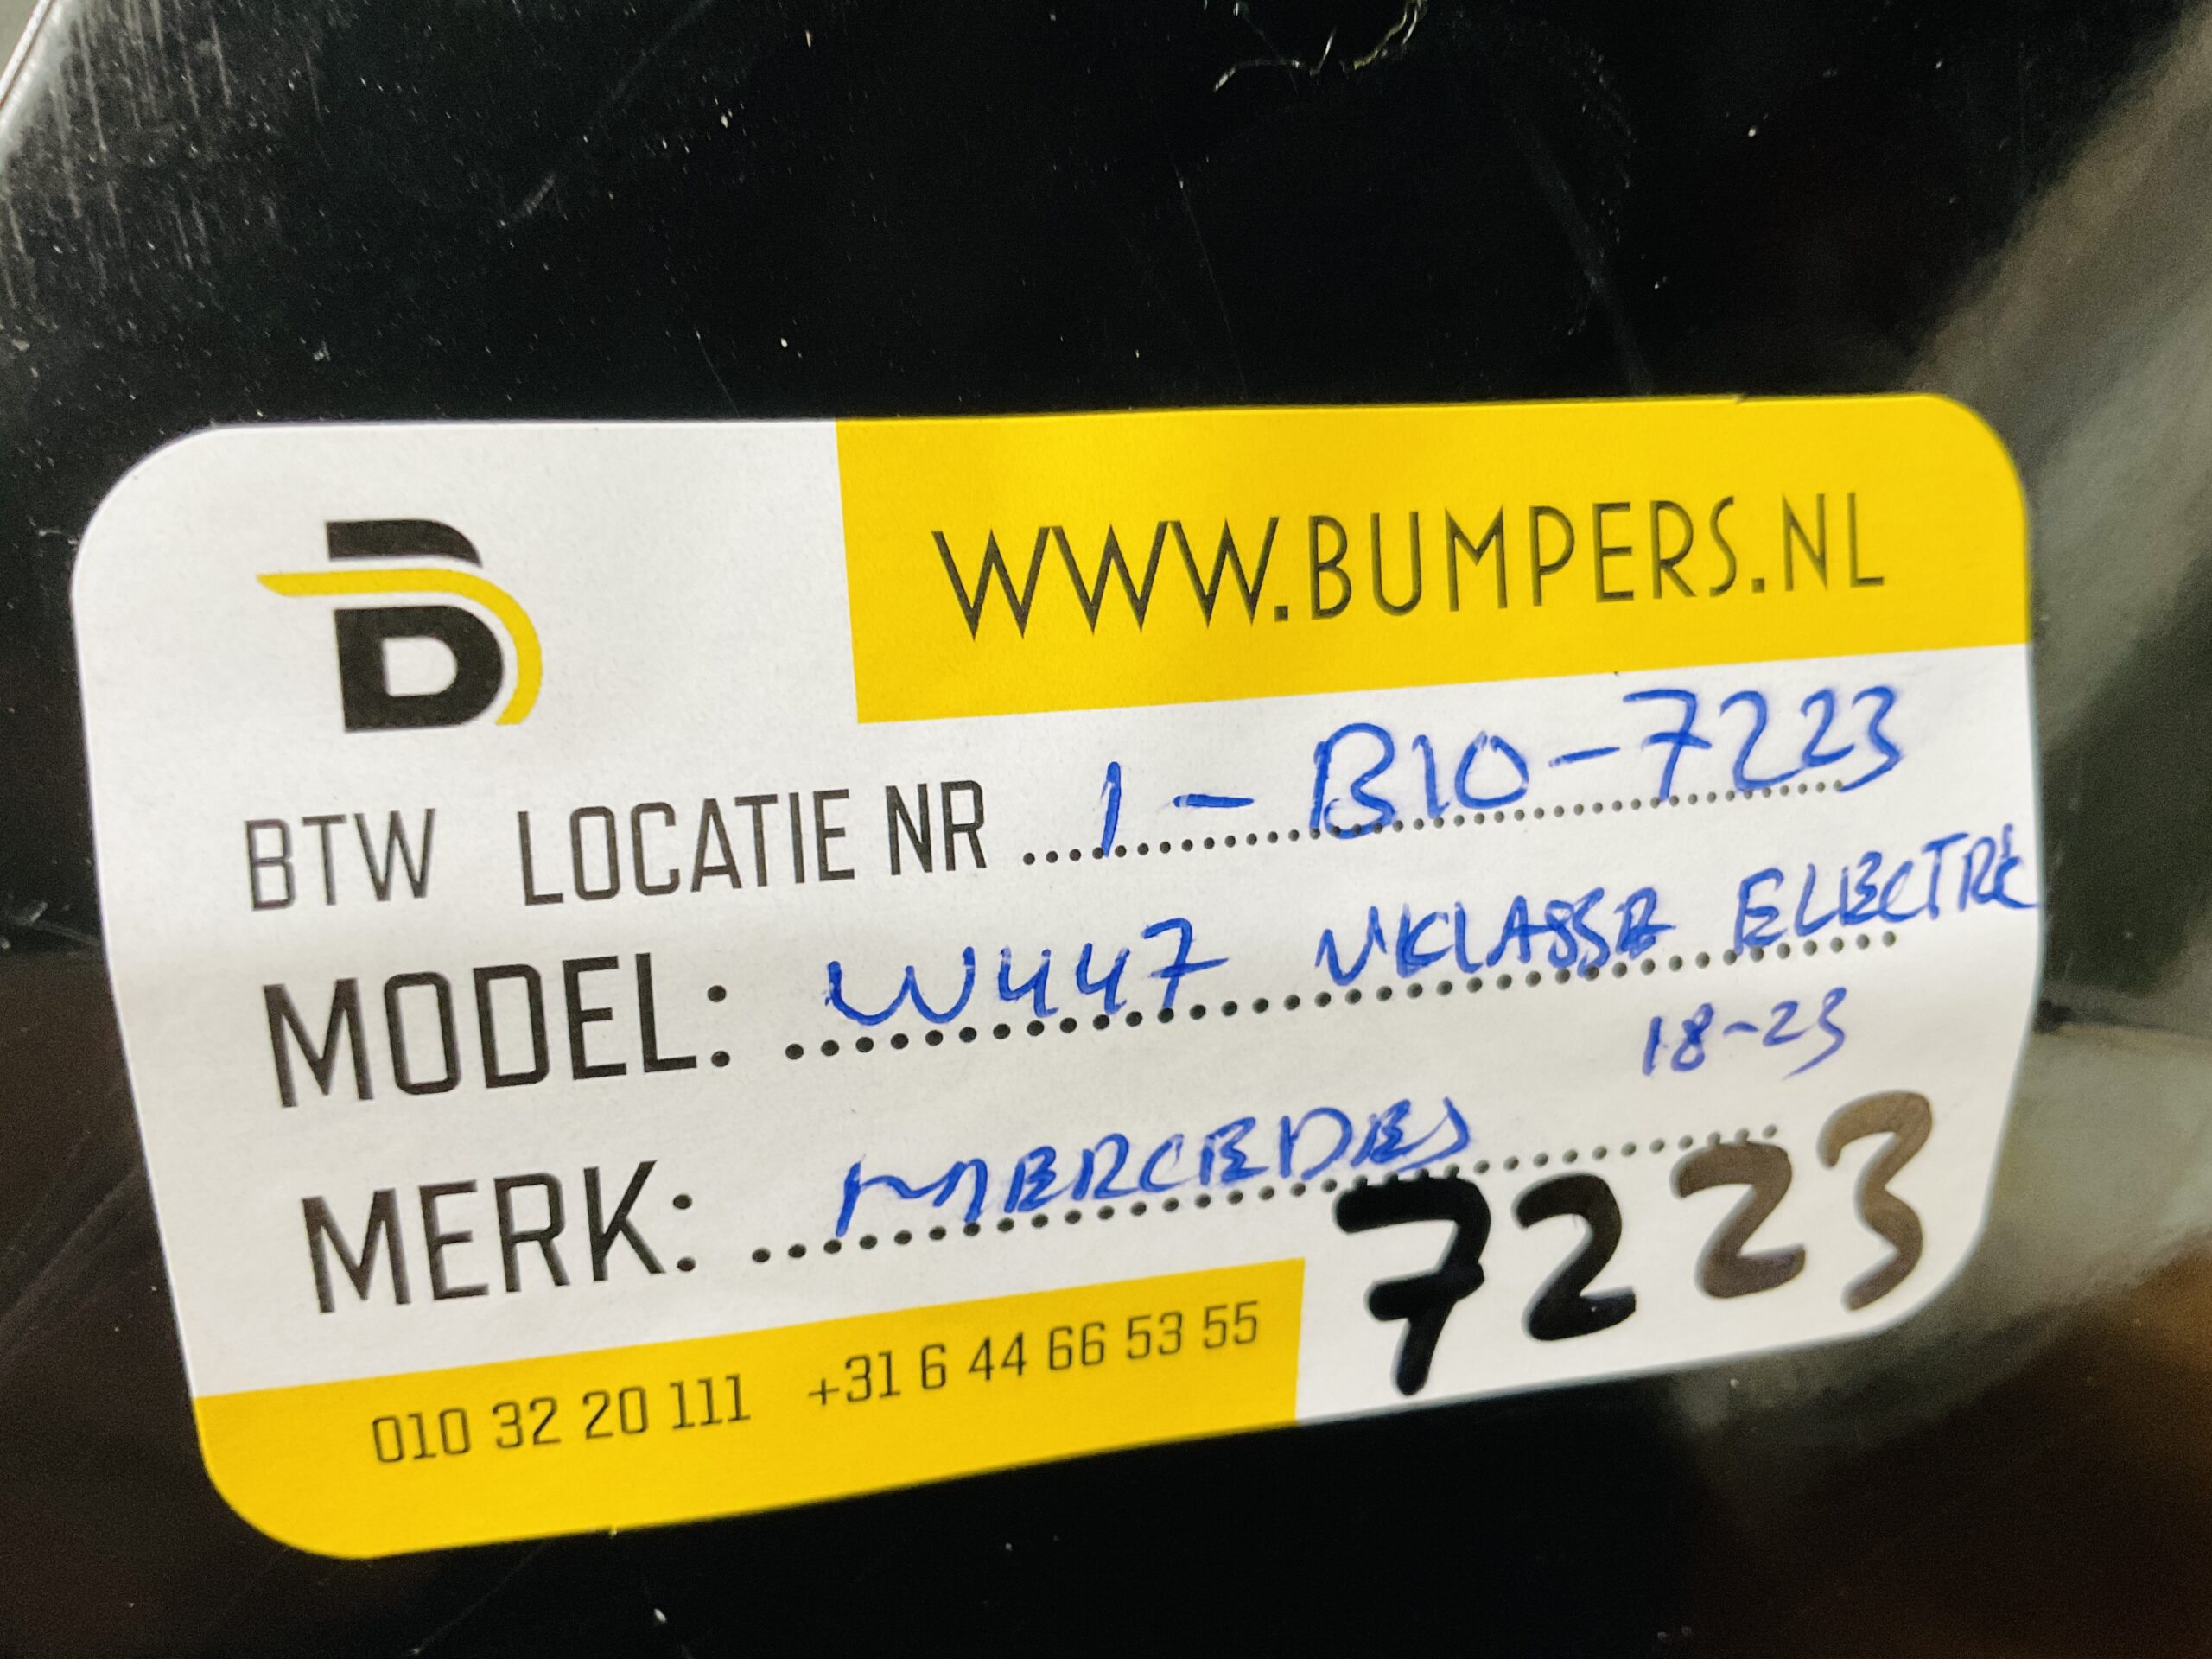 WWW.BUMPERS.NL
BTW LOCATIE NR 1-B10-7223
MODEL: W447 VKLASSE ELECTRIC
18-23
MERK: MERCEDES
7223
010 32 20 111 +31 6 44 66 53 55